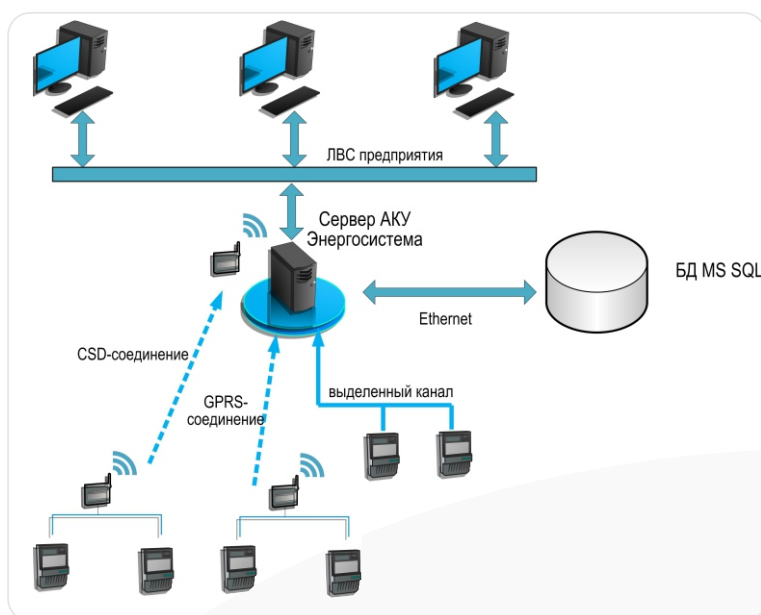 ЛВС предприятия
Сервер АКУ
Энергосистема
БД MS SQL
Ethernet
CSD-соединение
GPRS-
соединение
выделенный канал